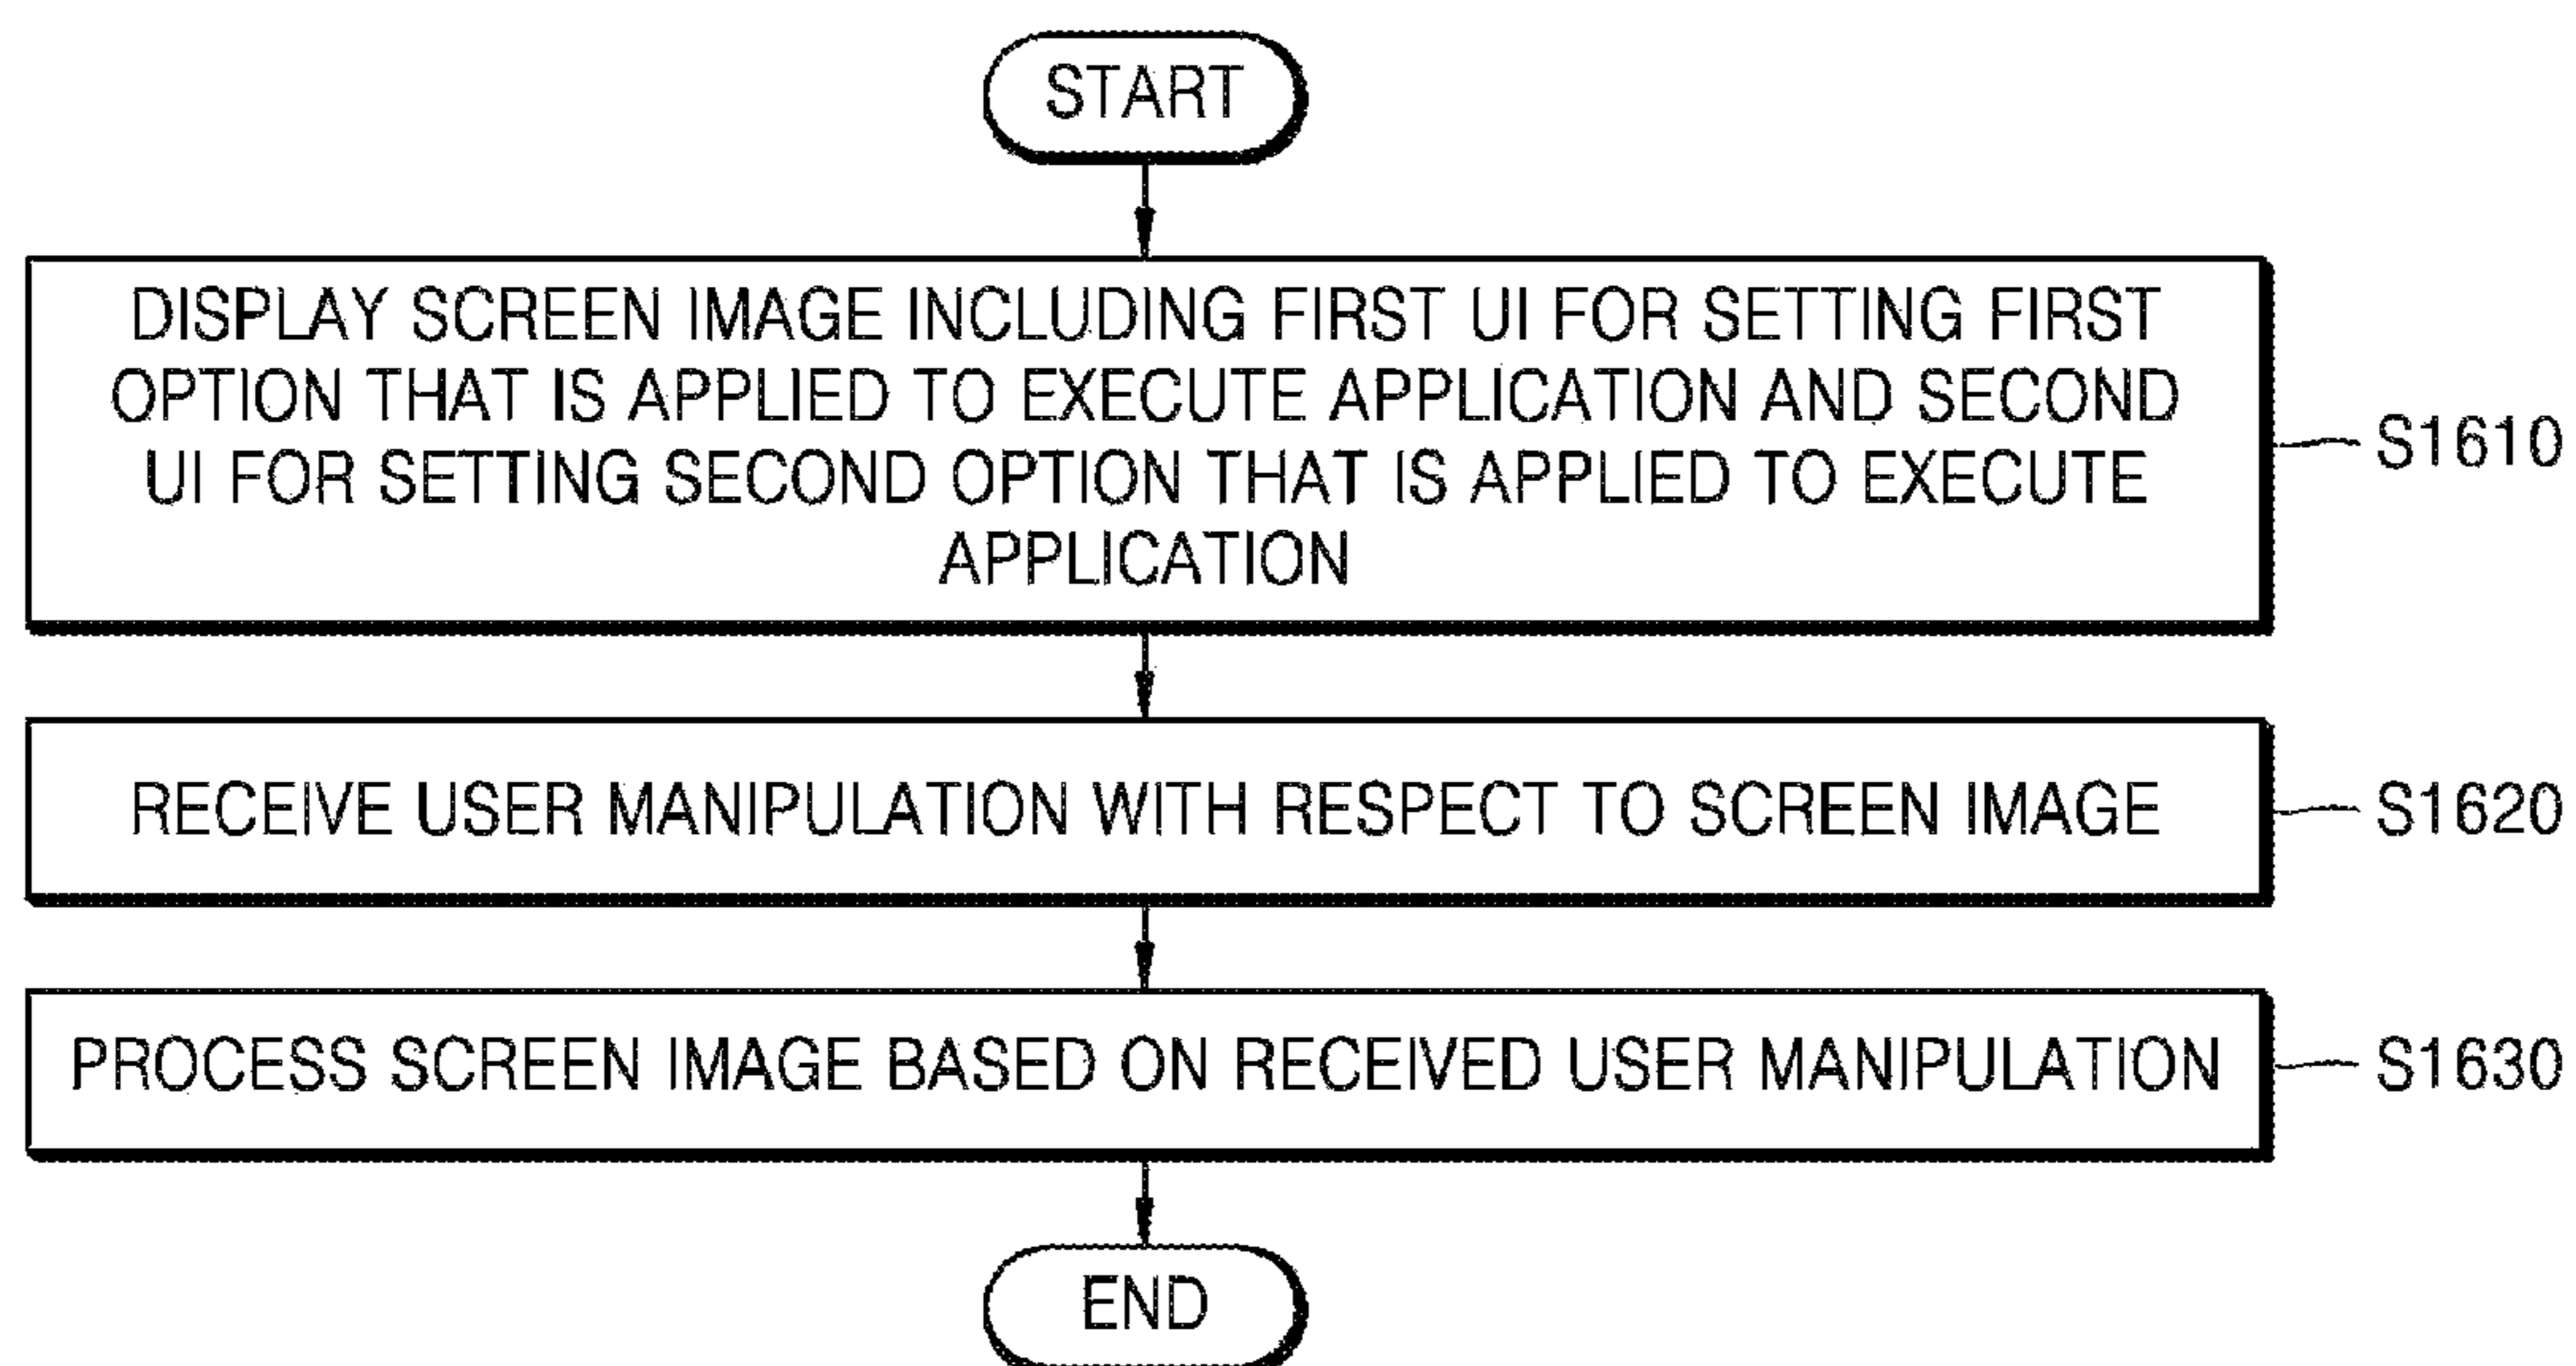 START
DISPLAY SCREEN IMAGE INCLUDING FIRST UI FOR SETTING FIRST
OPTION THAT IS APPLIED TO EXECUTE APPLICATION AND SECOND
UI FOR SETTING SECOND OPTION THAT IS APPLIED TO EXECUTE
APPLICATION
S1610
RECEIVE USER MANIPULATION WITH RESPECT TO SCREEN IMAGE
S1620
PROCESS SCREEN IMAGE BASED ON RECEIVED USER MANIPULATION
S1630
END